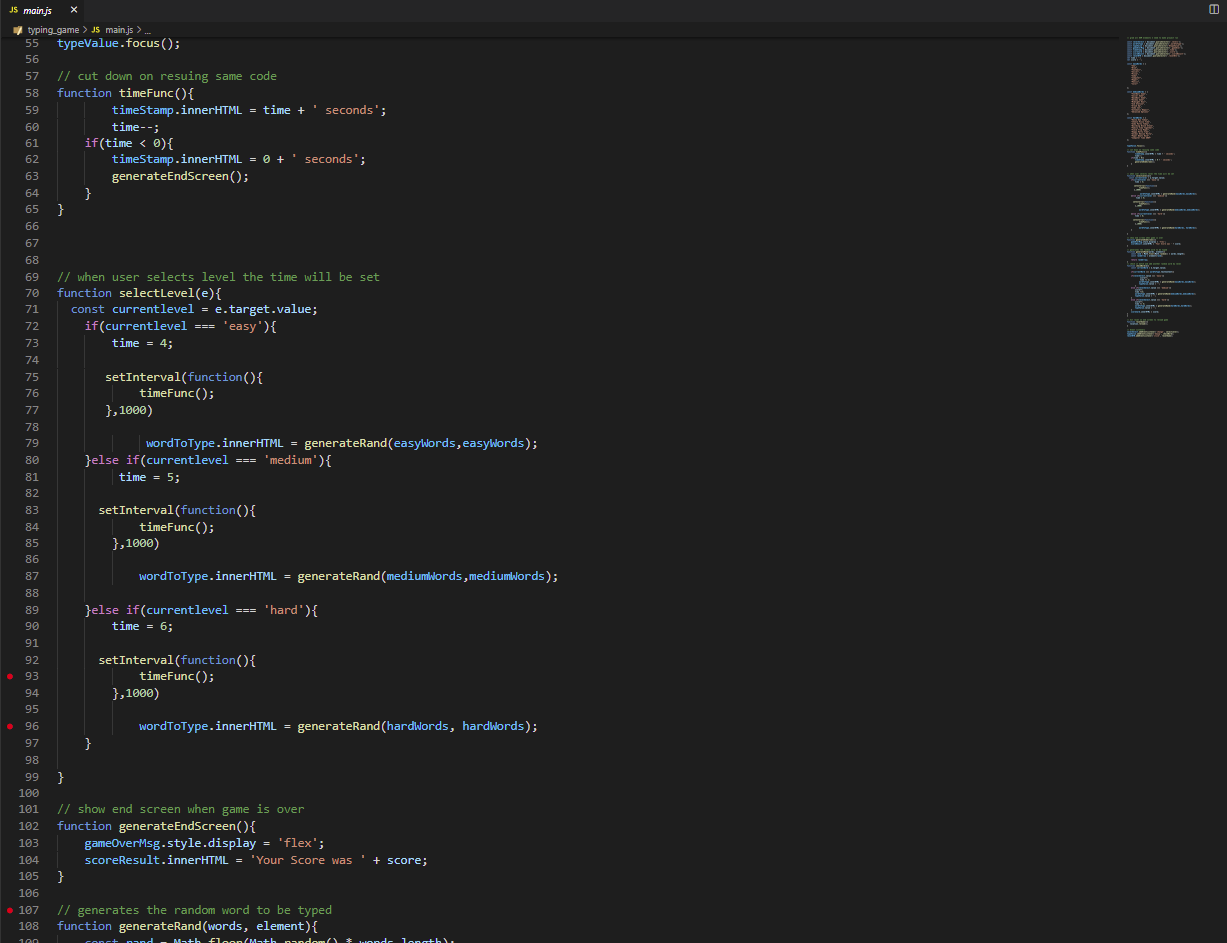 JS main.js ×
typing_game > JS main.js > ...
55 typeValue.focus();
56
57 // cut down on resuing same code
58 function timeFunc(){
59 timeStamp.innerHTML = time + ' seconds';
60 time--;
61 if(time < 0){
62 timeStamp.innerHTML = 0 + ' seconds';
63 generateEndScreen();
64 }
65 }
66
67
68
69 // when user selects level the time will be set
70 function selectLevel(e){
71 const currentlevel = e.target.value;
72 if(currentlevel === 'easy'){
73 time = 4;
74
75 setInterval(function(){
76 timeFunc();
77 },1000)
78
79 wordToType.innerHTML = generateRand(easyWords,easyWords);
80 }else if(currentlevel === 'medium'){
81 time = 5;
82
83 setInterval(function(){
84 timeFunc();
85 },1000)
86
87 wordToType.innerHTML = generateRand(mediumWords,mediumWords);
88
89 }else if(currentlevel === 'hard'){
90 time = 6;
91
92 setInterval(function(){
93 timeFunc();
94 },1000)
95
96 wordToType.innerHTML = generateRand(hardWords, hardWords);
97 }
98
99 }
100
101 // show end screen when game is over
102 function generateEndScreen(){
103 gameOverMsg.style.display = 'flex';
104 scoreResult.innerHTML = 'Your Score was ' + score;
105 }
106
107 // generates the random word to be typed
108 function generateRand(words, element){
109 const rand = Math.floor(Math.random() * words.length);